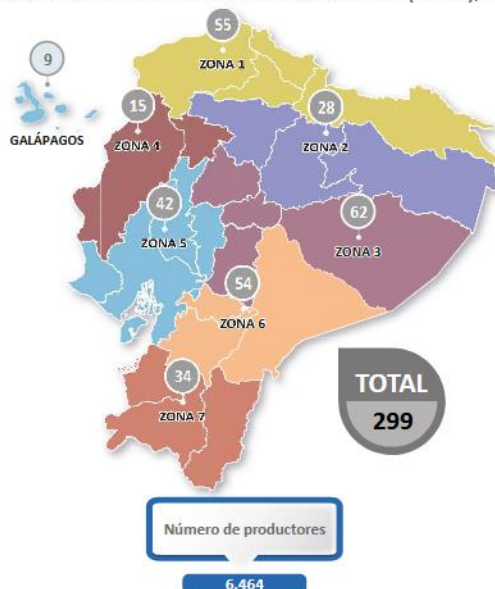 55
ZONA 1
9
GALÁPAGOS
15
ZONA 4
28
ZONA 2
42
ZONA 5
62
ZONA 3
54
ZONA 6
34
ZONA 7
TOTAL
299
Número de productores
6.464